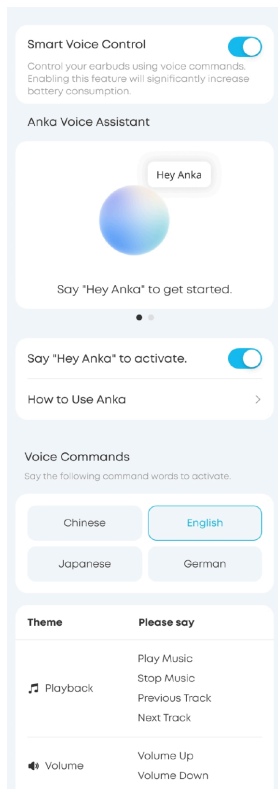 Smart Voice Control
Control your earbuds using voice commands.
Enabling this feature will significantly increase
battery consumption.
Anka Voice Assistant
Hey Anka
Say "Hey Anka" to get started.
Say "Hey Anka" to activate.
How to Use Anka
Voice Commands
Say the following command words to activate.
Chinese
English
Japanese
German
Theme
Please say
Playback
Play Music
Stop Music
Previous Track
Next Track
Volume
Volume Up
Volume Down